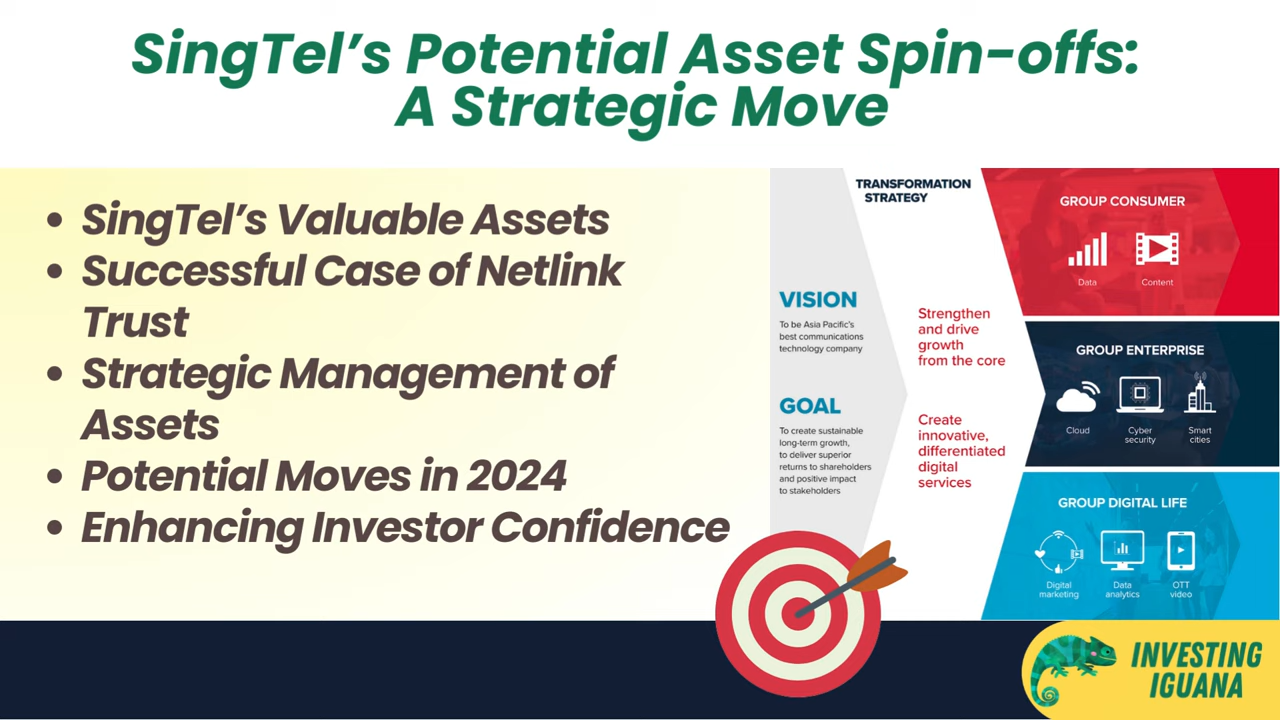 SingTel’s Potential Asset Spin-offs:
A Strategic Move
• SingTel’s Valuable Assets
• Successful Case of Netlink
Trust
• Strategic Management of
Assets
• Potential Moves in 2024
• Enhancing Investor Confidence
TRANSFORMATION
STRATEGY
VISION
To be Asia Pacific’s
best communications
technology company
GOAL
To create sustainable
long-term growth,
to deliver superior
returns to shareholders
and positive impact
to stakeholders
Strengthen
and drive
growth
from the core
Create
innovative,
differentiated
digital
services
GROUP CONSUMER
Data
Content
GROUP ENTERPRISE
Cloud
Cyber
security
Smart
cities
GROUP DIGITAL LIFE
Digital
marketing
Data
analytics
OTT
video
INVESTING
IGUANA